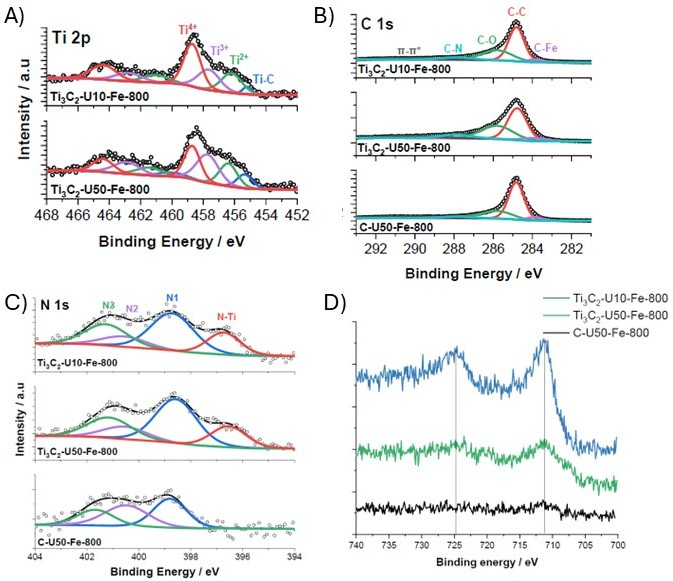 A)
Ti 2p
Ti4+
Ti3+
Ti2+
Ti-C
Ti3C2-U10-Fe-800
Ti3C2-U50-Fe-800
Intensity / a.u
468 466 464 462 460 458 456 454 452
Binding Energy / eV
B)
C 1s
C-C
C-O
C-N
C-Fe
π-π*
Ti3C2-U10-Fe-800
Ti3C2-U50-Fe-800
C-U50-Fe-800
292 290 288 286 284 282
Binding Energy / eV
C)
N 1s
N3
N2
N1
N-Ti
Ti3C2-U10-Fe-800
Ti3C2-U50-Fe-800
C-U50-Fe-800
Intensity / a.u
404 402 400 398 396 394
Binding Energy / eV
D)
Ti3C2-U10-Fe-800
Ti3C2-U50-Fe-800
C-U50-Fe-800
740 735 730 725 720 715 710 705 700
Binding energy / eV